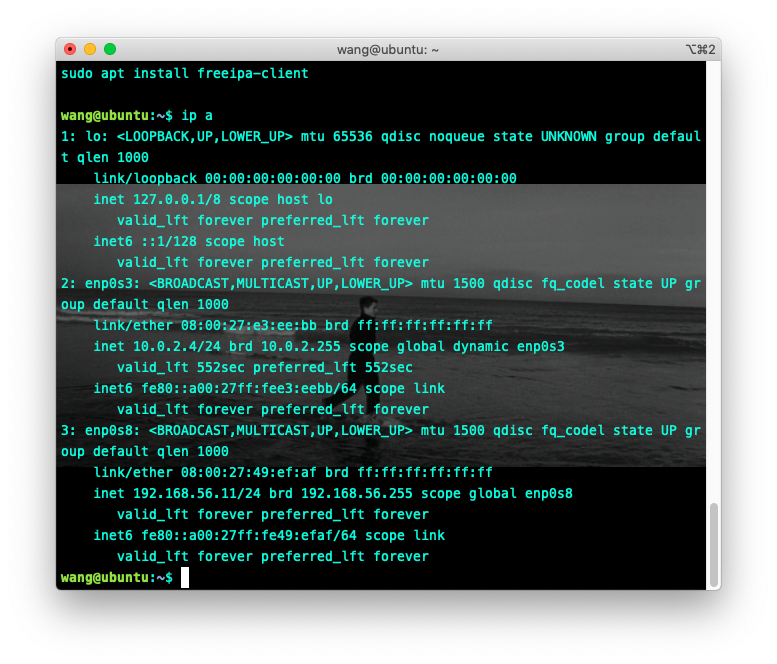 wang@ubuntu: ~
⌥⌘2
sudo apt install freeipa-client
wang@ubuntu:~$ ip a
1: lo: <LOOPBACK,UP,LOWER_UP> mtu 65536 qdisc noqueue state UNKNOWN group defaul
t qlen 1000
link/loopback 00:00:00:00:00:00 brd 00:00:00:00:00:00
inet 127.0.0.1/8 scope host lo
valid_lft forever preferred_lft forever
inet6 ::1/128 scope host
valid_lft forever preferred_lft forever
2: enp0s3: <BROADCAST,MULTICAST,UP,LOWER_UP> mtu 1500 qdisc fq_codel state UP gr
oup default qlen 1000
link/ether 08:00:27:e3:ee:bb brd ff:ff:ff:ff:ff:ff
inet 10.0.2.4/24 brd 10.0.2.255 scope global dynamic enp0s3
valid_lft 552sec preferred_lft 552sec
inet6 fe80::a00:27ff:fee3:eebb/64 scope link
valid_lft forever preferred_lft forever
3: enp0s8: <BROADCAST,MULTICAST,UP,LOWER_UP> mtu 1500 qdisc fq_codel state UP gr
oup default qlen 1000
link/ether 08:00:27:49:ef:af brd ff:ff:ff:ff:ff:ff
inet 192.168.56.11/24 brd 192.168.56.255 scope global enp0s8
valid_lft forever preferred_lft forever
inet6 fe80::a00:27ff:fe49:efaf/64 scope link
valid_lft forever preferred_lft forever
wang@ubuntu:~$